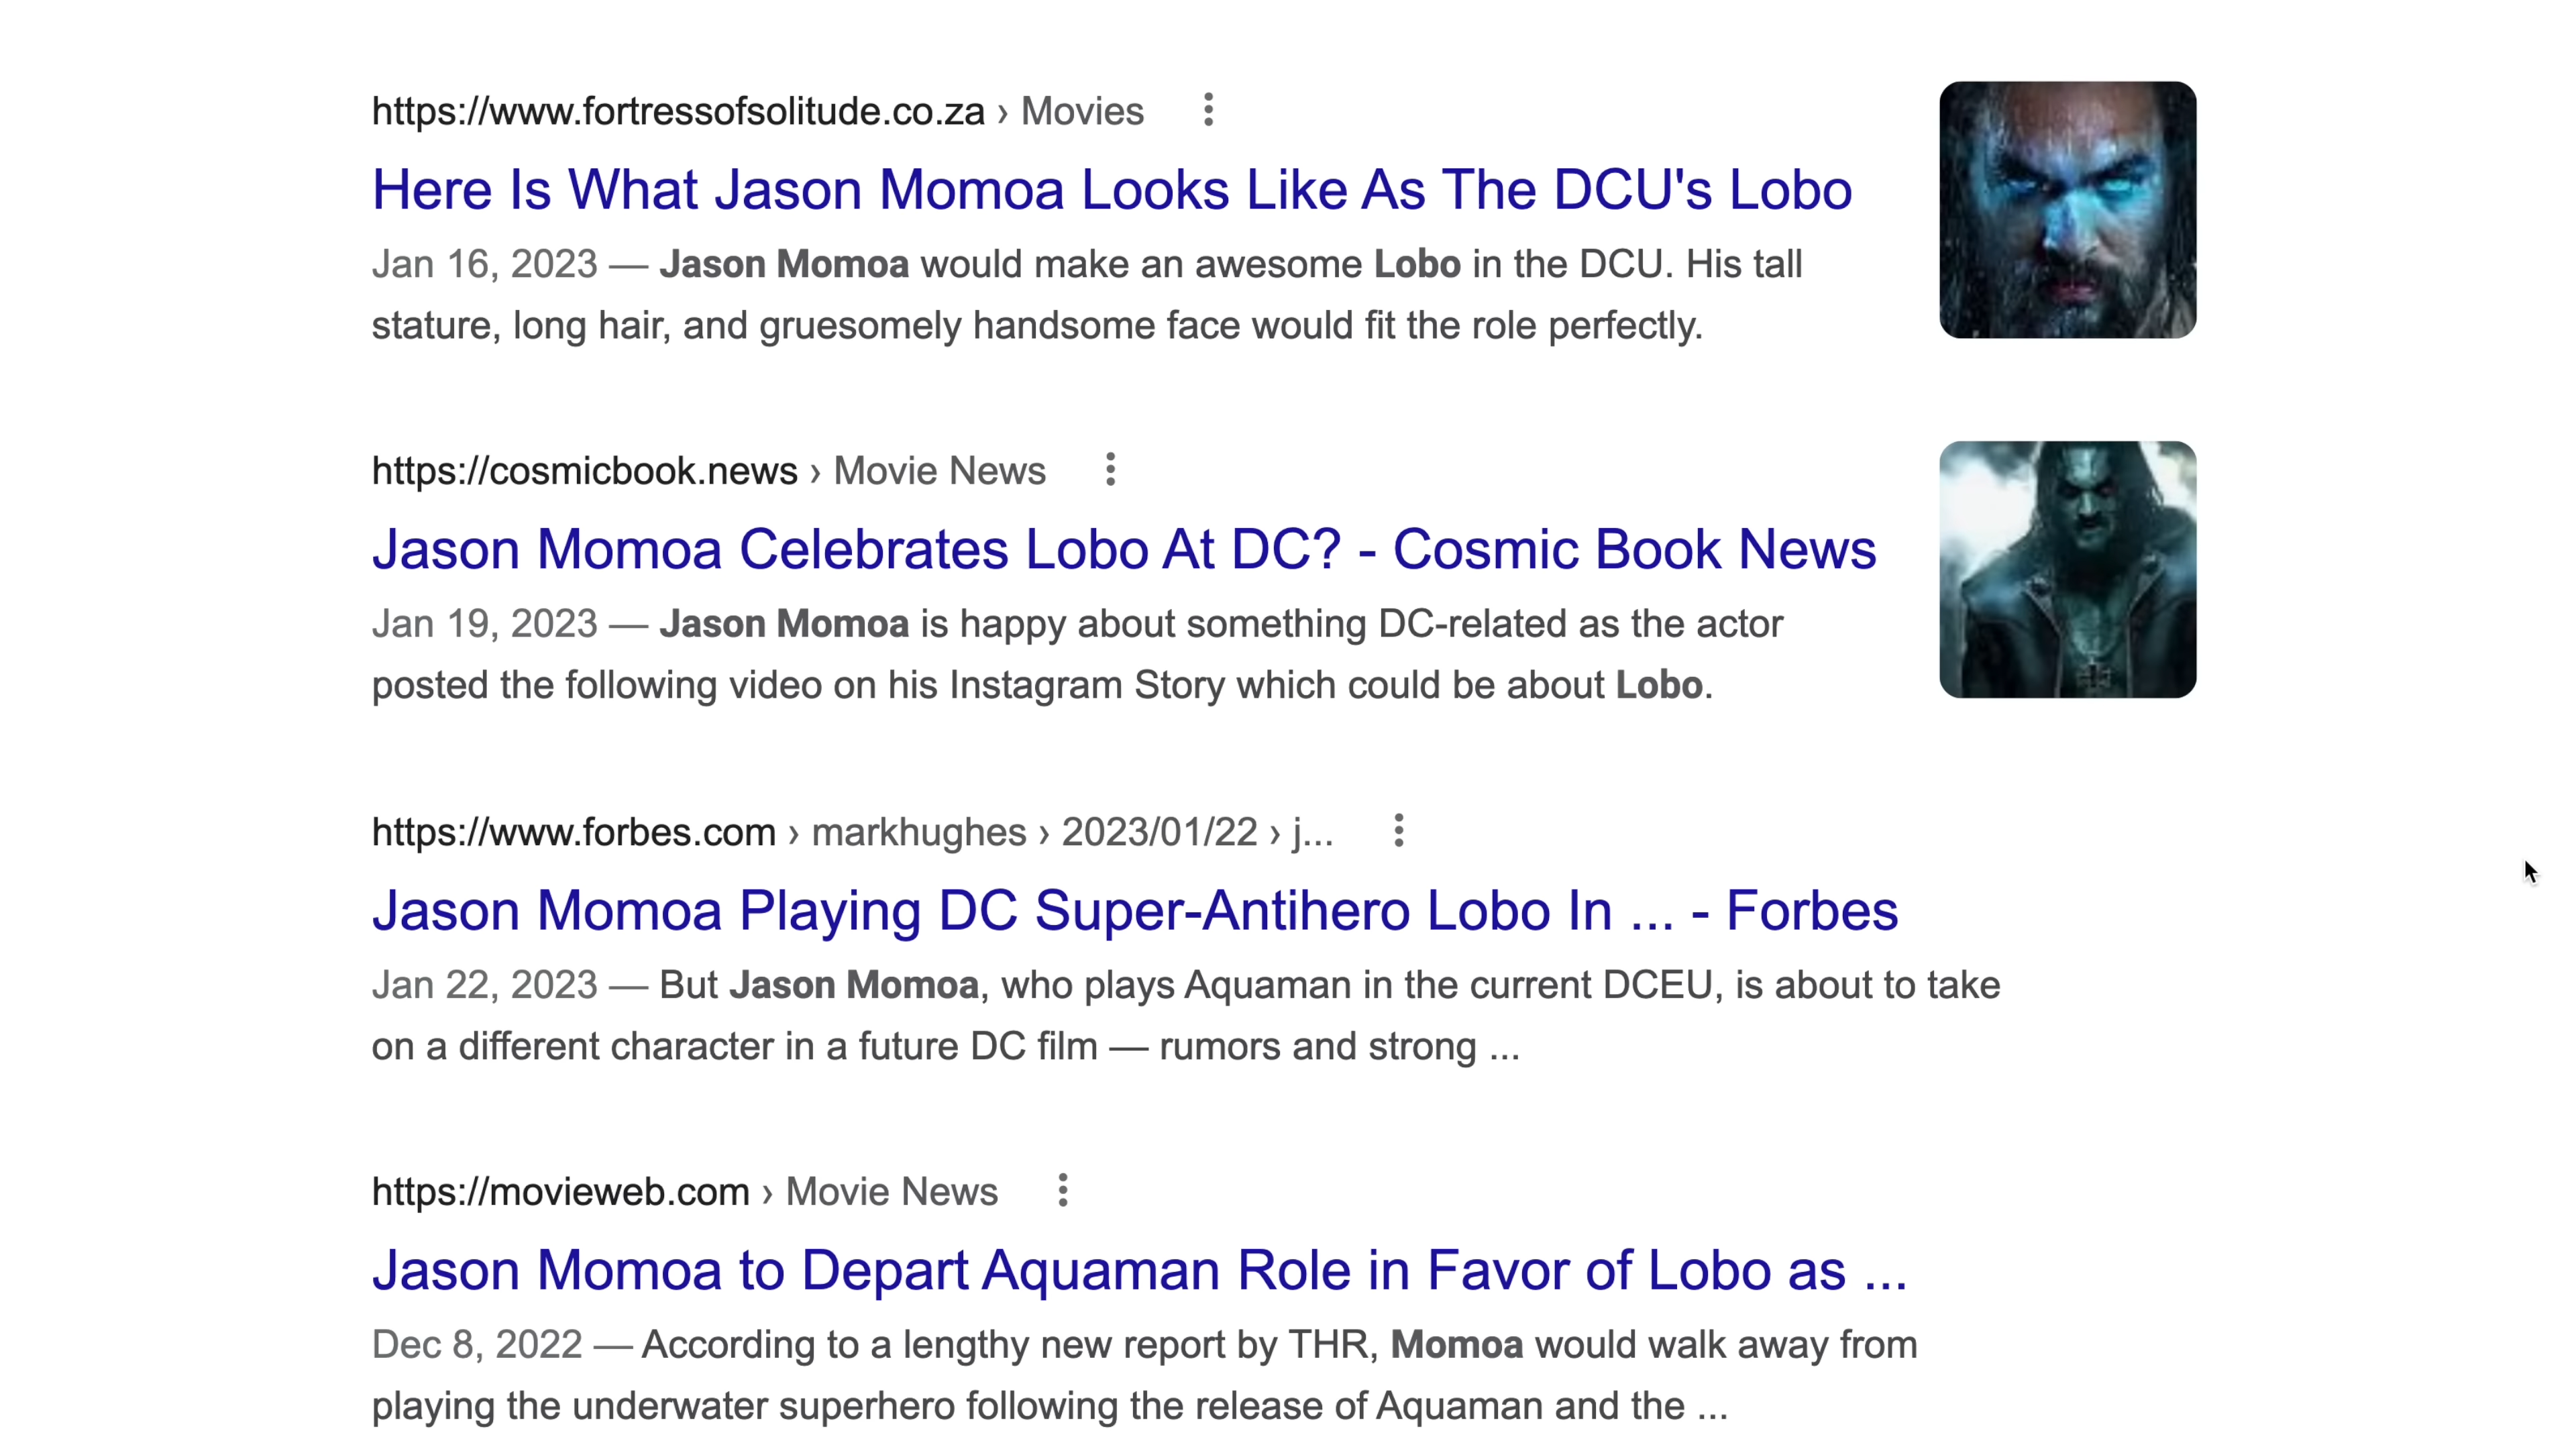 https://www.fortressofsolitude.co.za › Movies
Here Is What Jason Momoa Looks Like As The DCU's Lobo
Jan 16, 2023 — Jason Momoa would make an awesome Lobo in the DCU. His tall
stature, long hair, and gruesomely handsome face would fit the role perfectly.
https://cosmicbook.news › Movie News
Jason Momoa Celebrates Lobo At DC? - Cosmic Book News
Jan 19, 2023 — Jason Momoa is happy about something DC-related as the actor
posted the following video on his Instagram Story which could be about Lobo.
https://www.forbes.com › markhughes › 2023/01/22 › j...
Jason Momoa Playing DC Super-Antihero Lobo In ... - Forbes
Jan 22, 2023 — But Jason Momoa, who plays Aquaman in the current DCEU, is about to take
on a different character in a future DC film — rumors and strong ...
https://movieweb.com › Movie News
Jason Momoa to Depart Aquaman Role in Favor of Lobo as ...
Dec 8, 2022 — According to a lengthy new report by THR, Momoa would walk away from
playing the underwater superhero following the release of Aquaman and the ...